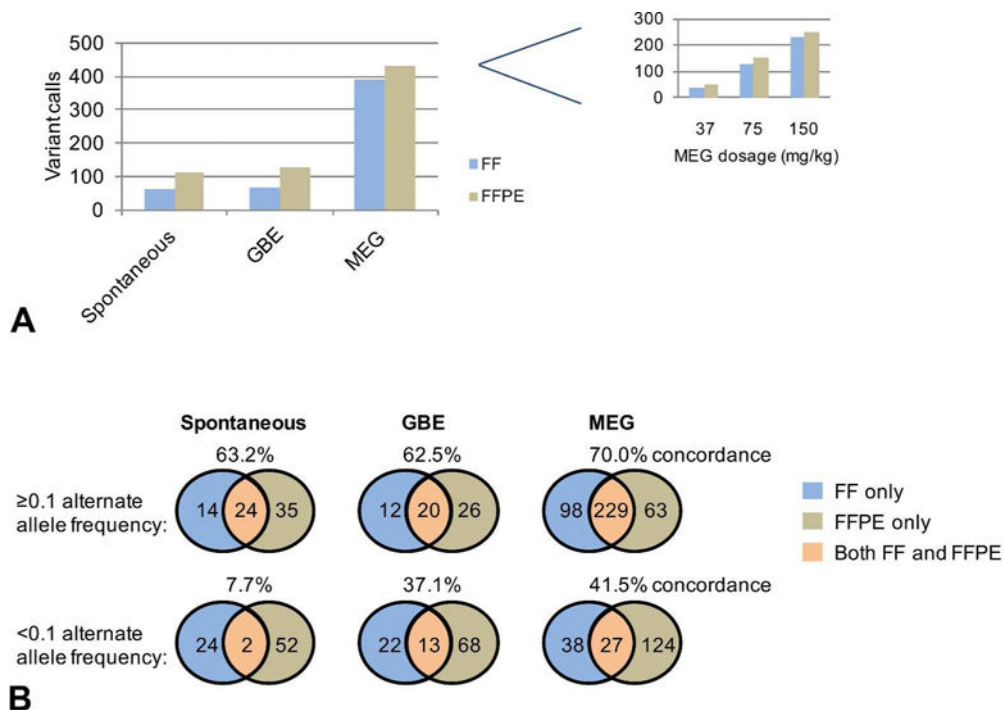 500
400
300
200
100
0
Variant calls
Spontaneous
GBE
MEG
FF
FFPE
300
200
100
0
37 75 150
MEG dosage (mg/kg)
A
Spontaneous GBE MEG
63.2% 62.5% 70.0% concordance
≥0.1 alternate
allele frequency:
14 24 35 12 20 26 98 229 63
7.7% 37.1% 41.5% concordance
<0.1 alternate
allele frequency:
24 2 52 22 13 68 38 27 124
FF only
FFPE only
Both FF and FFPE
B